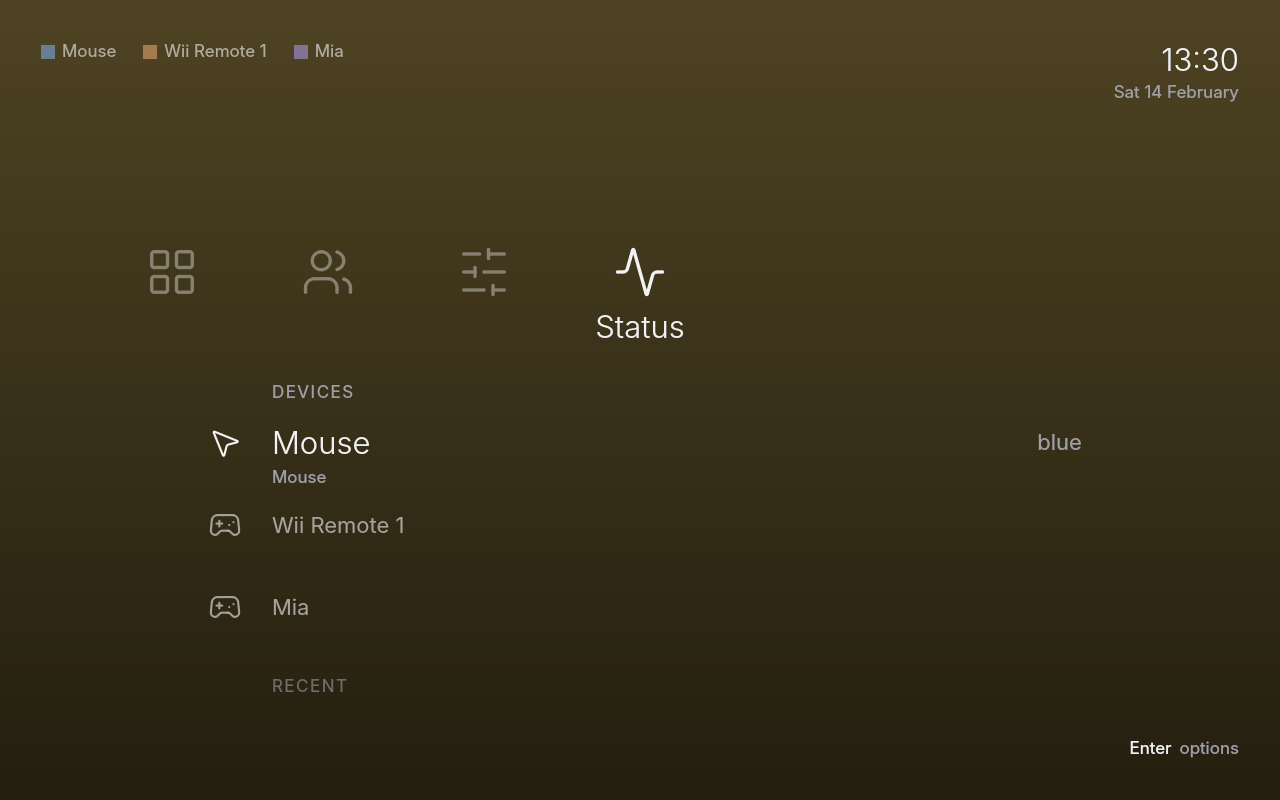 Mouse Wii Remote 1 Mia
13:30
Sat 14 February
Status
DEVICES
Mouse blue
Mouse
Wii Remote 1
Mia
RECENT
Enter options